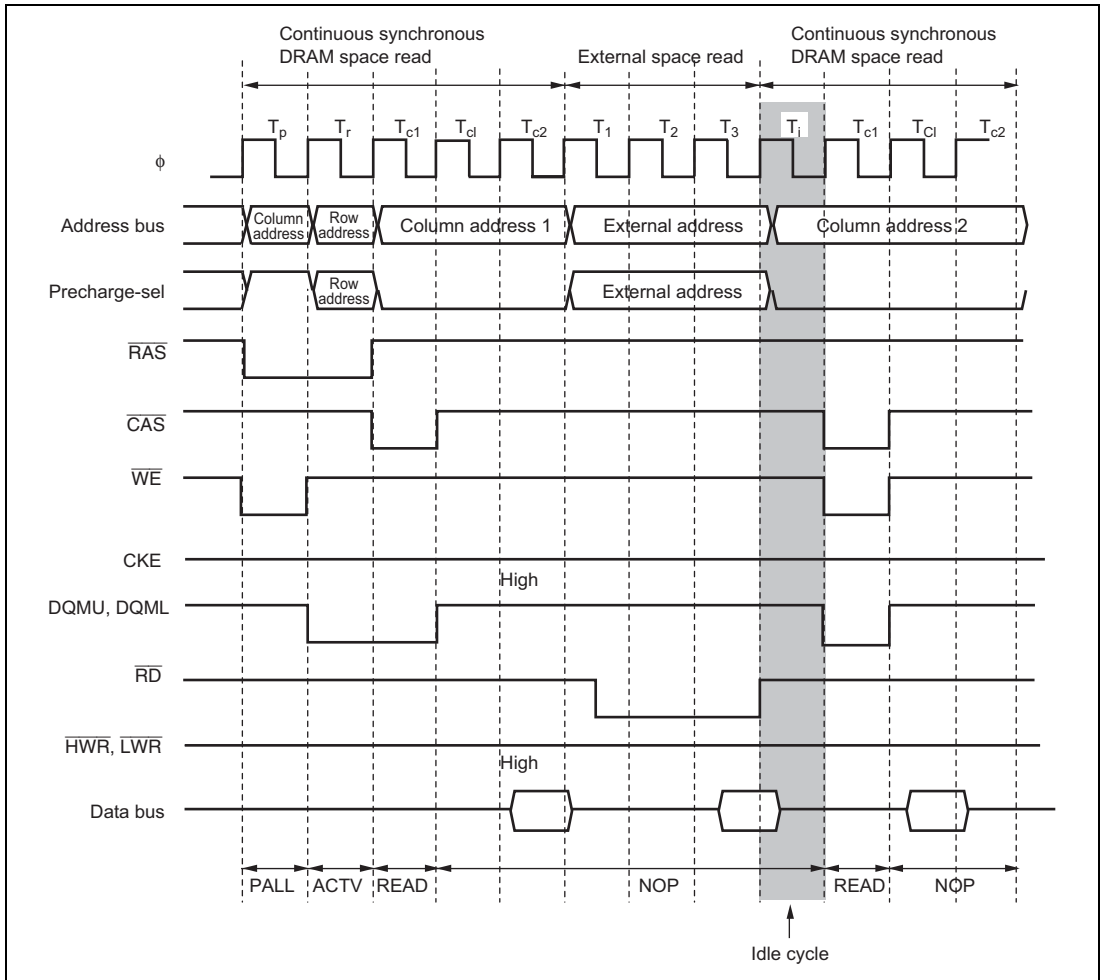 Continuous synchronous
DRAM space read
External space read
Continuous synchronous
DRAM space read
Tp Tr Tc1 Tcl Tc2 T1 T2 T3 Ti Tc1 TCl Tc2
ϕ
Address bus
Column
address
Row
address
Column address 1
External address
Column address 2
Precharge-sel
Row
address
External address
RAS
CAS
WE
CKE
High
DQMU, DQML
RD
HWR, LWR
High
Data bus
PALL ACTV READ NOP READ NOP
Idle cycle